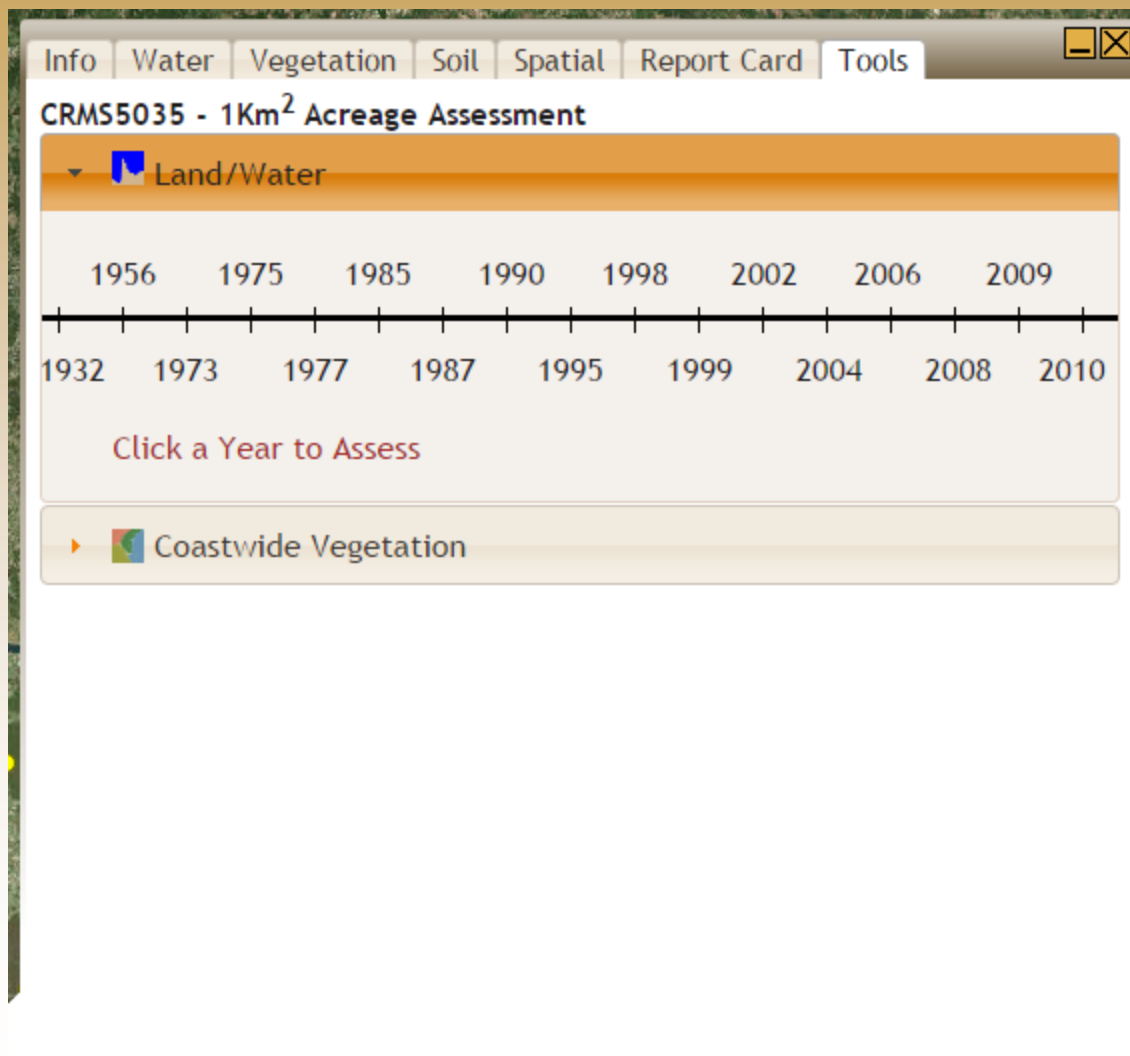 Info Water Vegetation Soil Spatial Report Card Tools
CRMS5035 - 1Km² Acreage Assessment
Land/Water
1956 1975 1985 1990 1998 2002 2006 2009
1932 1973 1977 1987 1995 1999 2004 2008 2010
Click a Year to Assess
Coastwide Vegetation